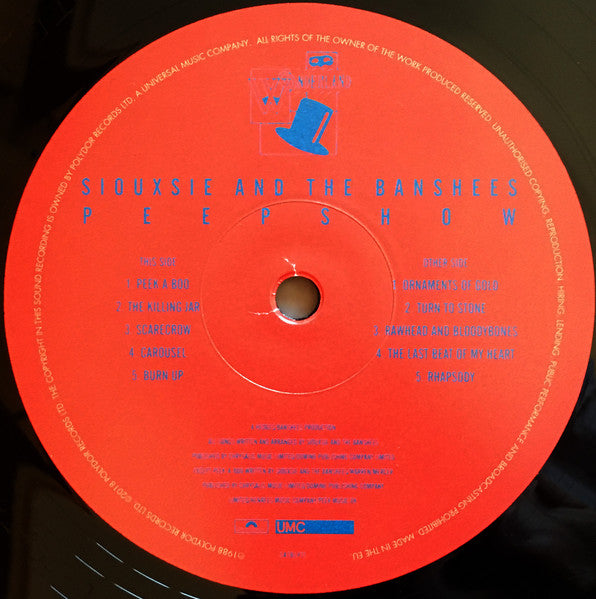 WONDERLAND
SIOUXSIE AND THE BANSHEES
PEEPSHOW
THIS SIDE
1. PEEK A BOO
2. THE KILLING JAR
3. SCARECROW
4. CAROUSEL
5. BURN UP
OTHER SIDE
1. ORNAMENTS OF GOLD
2. TURN TO STONE
3. RAWHEAD AND BLOODYBONES
4. THE LAST BEAT OF MY HEART
5. RHAPSODY
UMC
℗1988 POLYDOR RECORDS LTD. ©2018 POLYDOR RECORDS LTD. THE COPYRIGHT IN THIS SOUND RECORDING IS OWNED BY POLYDOR RECORDS LTD. A UNIVERSAL MUSIC COMPANY. ALL RIGHTS OF THE OWNER OF THE WORK PRODUCED RESERVED. UNAUTHORISED COPYING, REPRODUCTION, HIRING, LENDING, PUBLIC PERFORMANCE AND BROADCASTING PROHIBITED. MADE IN THE EU